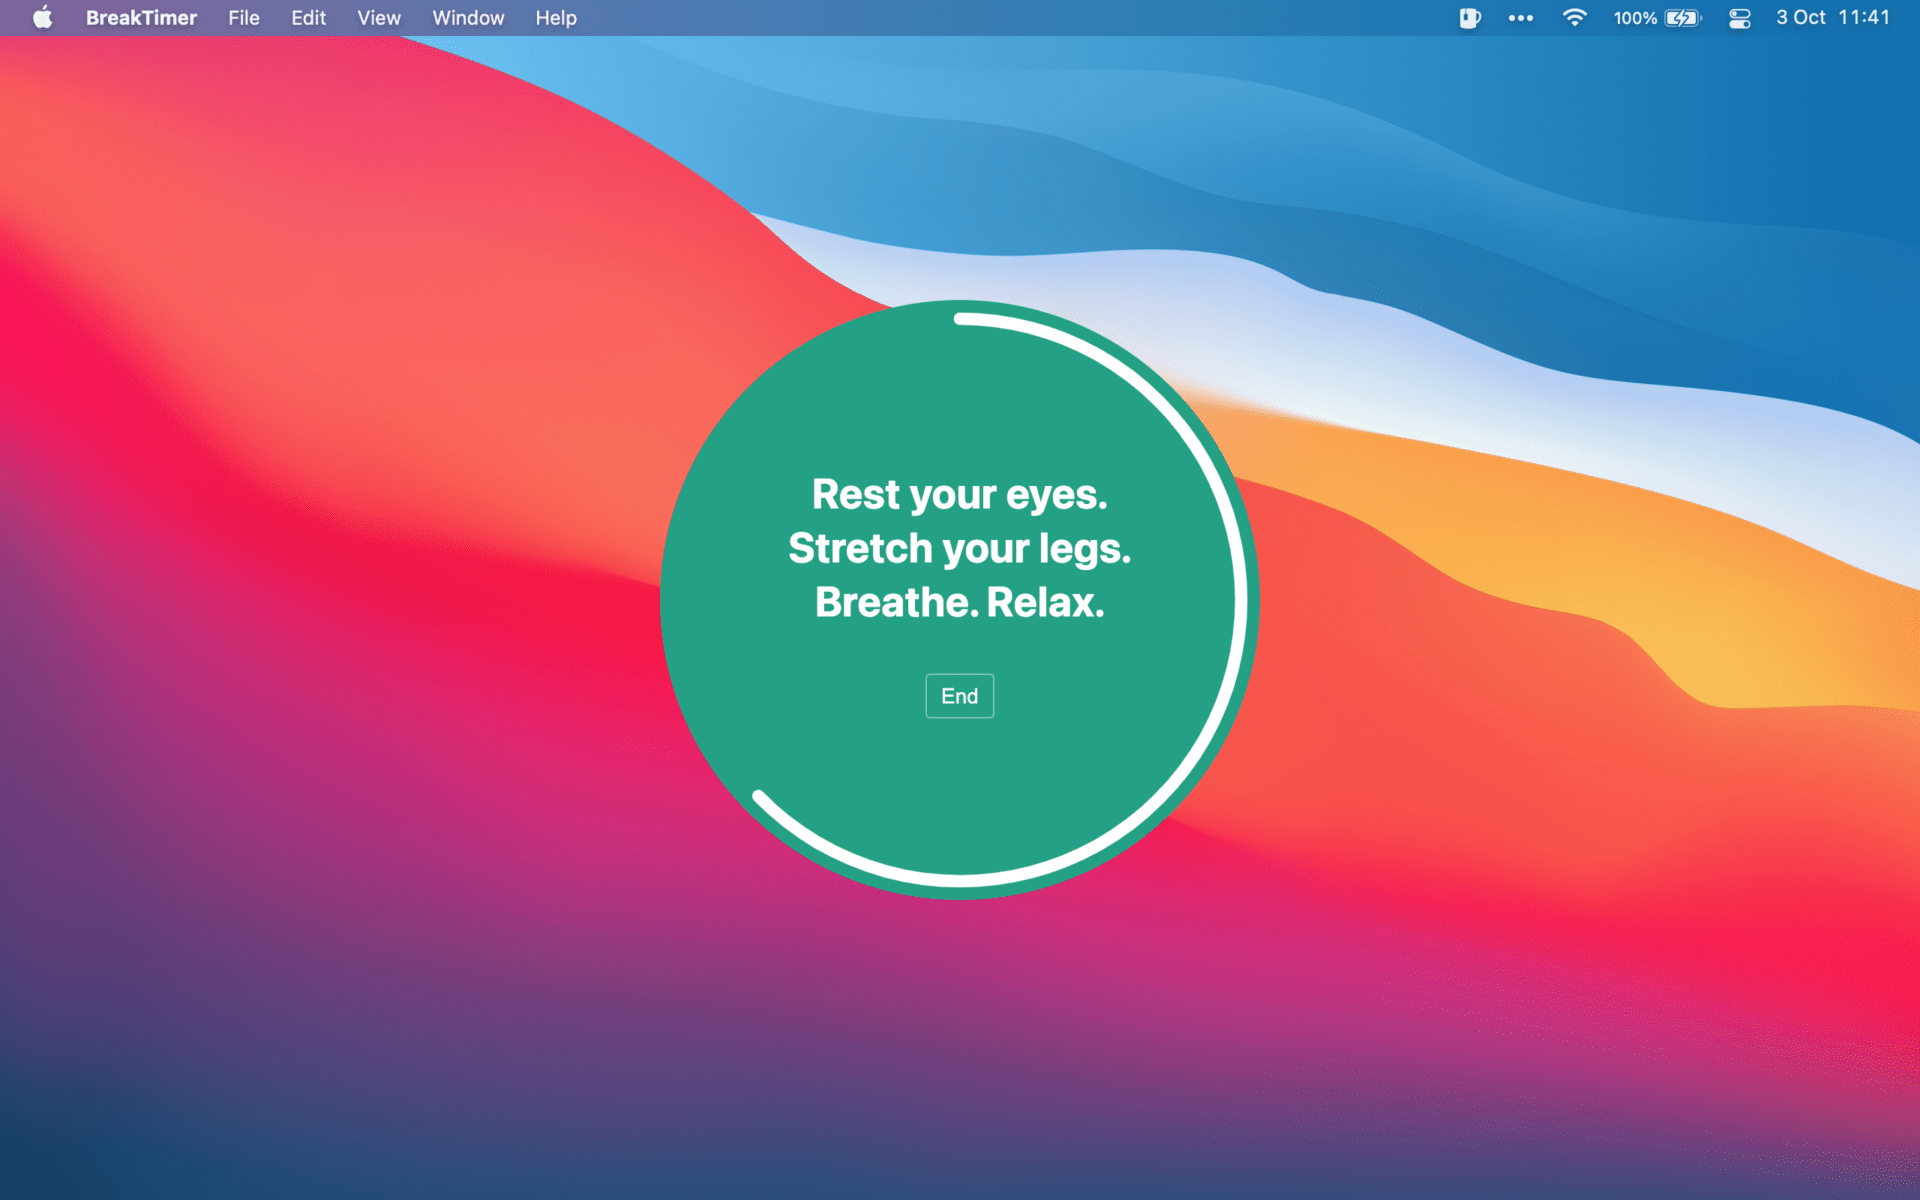 BreakTimer File Edit View Window Help 100% 3 Oct 11:41
Rest your eyes.
Stretch your legs.
Breathe. Relax.
End